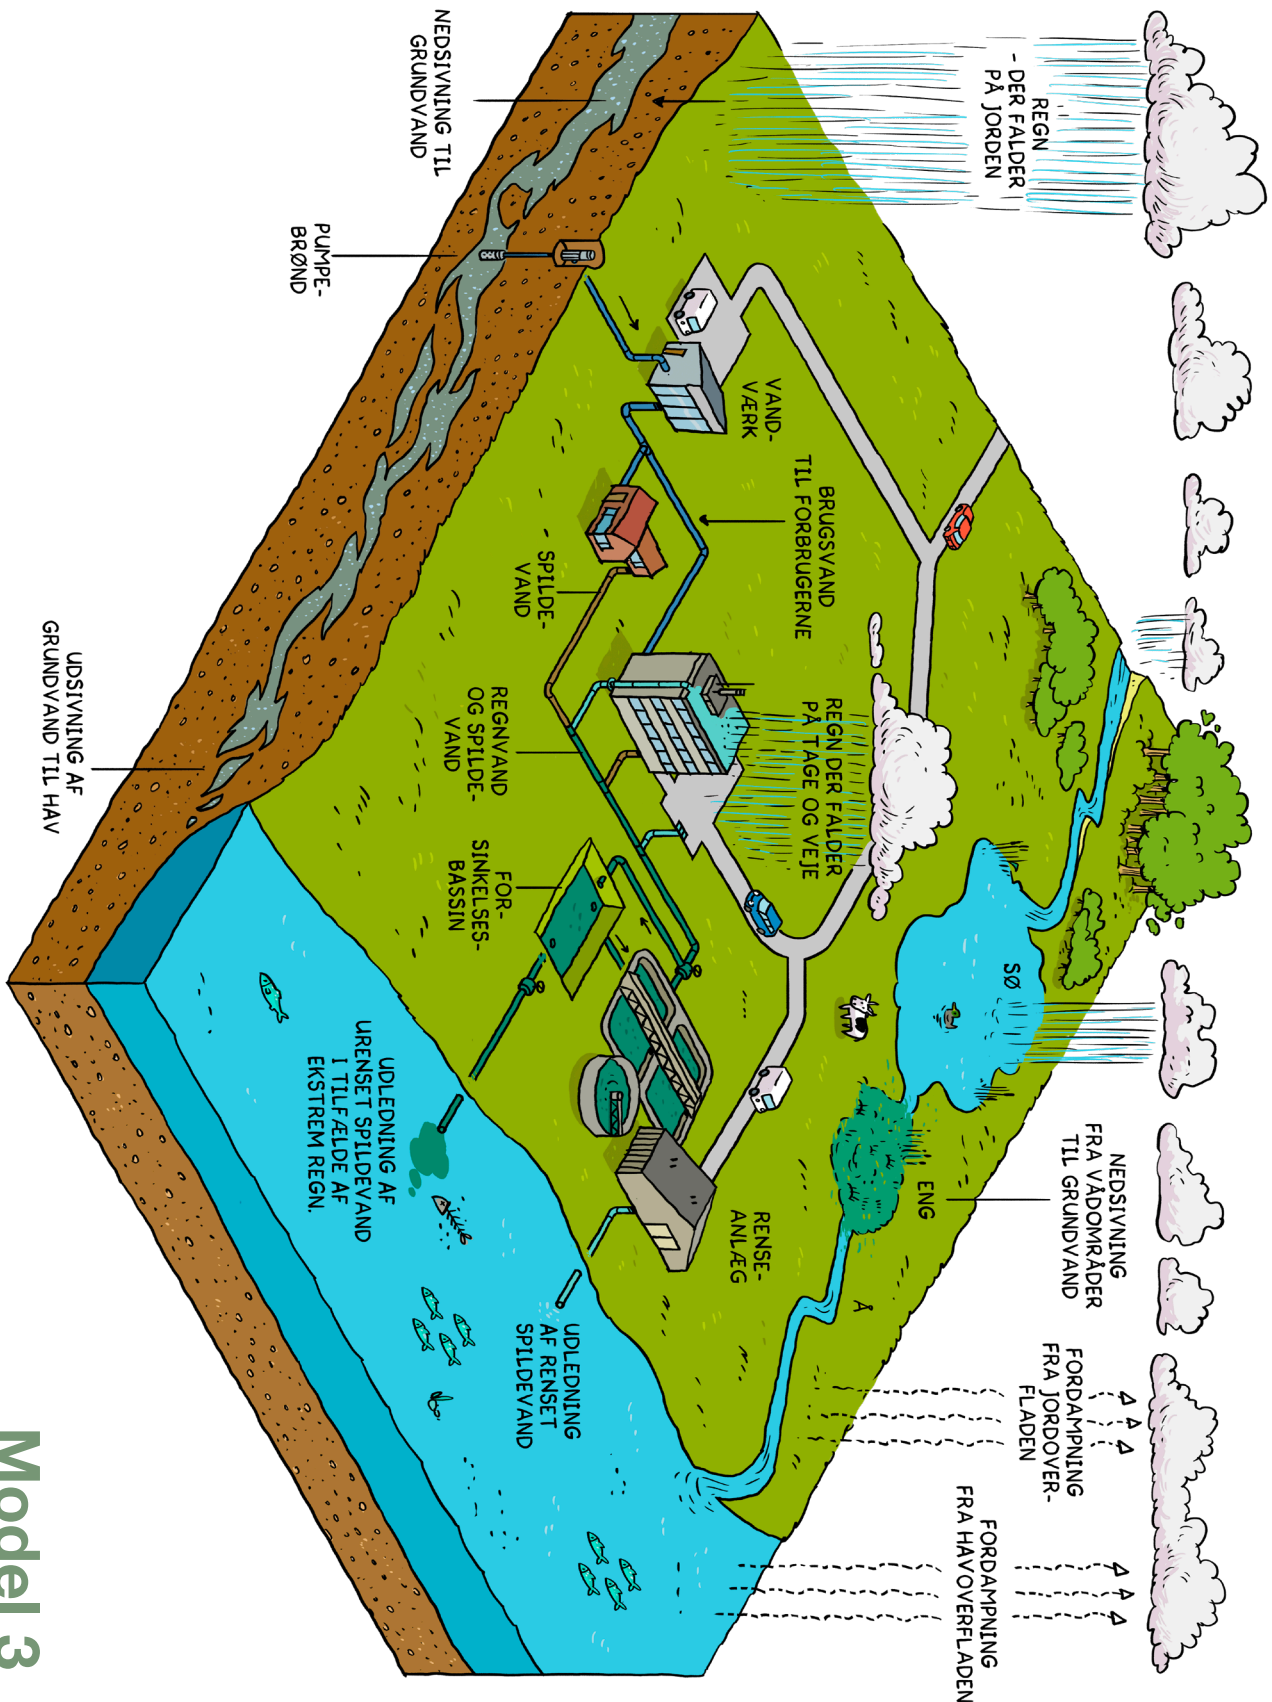 REGN
- DER FALDER
PÅ JORDEN
NEDSIVNING TIL
GRUNDVAND
PUMPE-
BRØND
VAND-
VÆRK
BRUGSVAND
TIL FORBRUGERNE
- SPILDE-
VAND
REGN DER FALDER
PÅ TAGE OG VEJE
REGNVAND
OG SPILDE-
VAND
FOR-
SINKELSES-
BASSIN
UDSIVNING AF
GRUNDVAND TIL HAV
SØ
ENG
NEDSIVNING
FRA VÅDOMRÅDER
TIL GRUNDVAND
Å
RENSE-
ANLÆG
UDLEDNING AF
URENSET SPILDEVAND
I TILFÆLDE AF
EKSTREM REGN.
UDLEDNING
AF RENSET
SPILDEVAND
FORDAMPNING
FRA JORDOVER-
FLADEN
FORDAMPNING
FRA HAVOVERFLADEN
Model 3